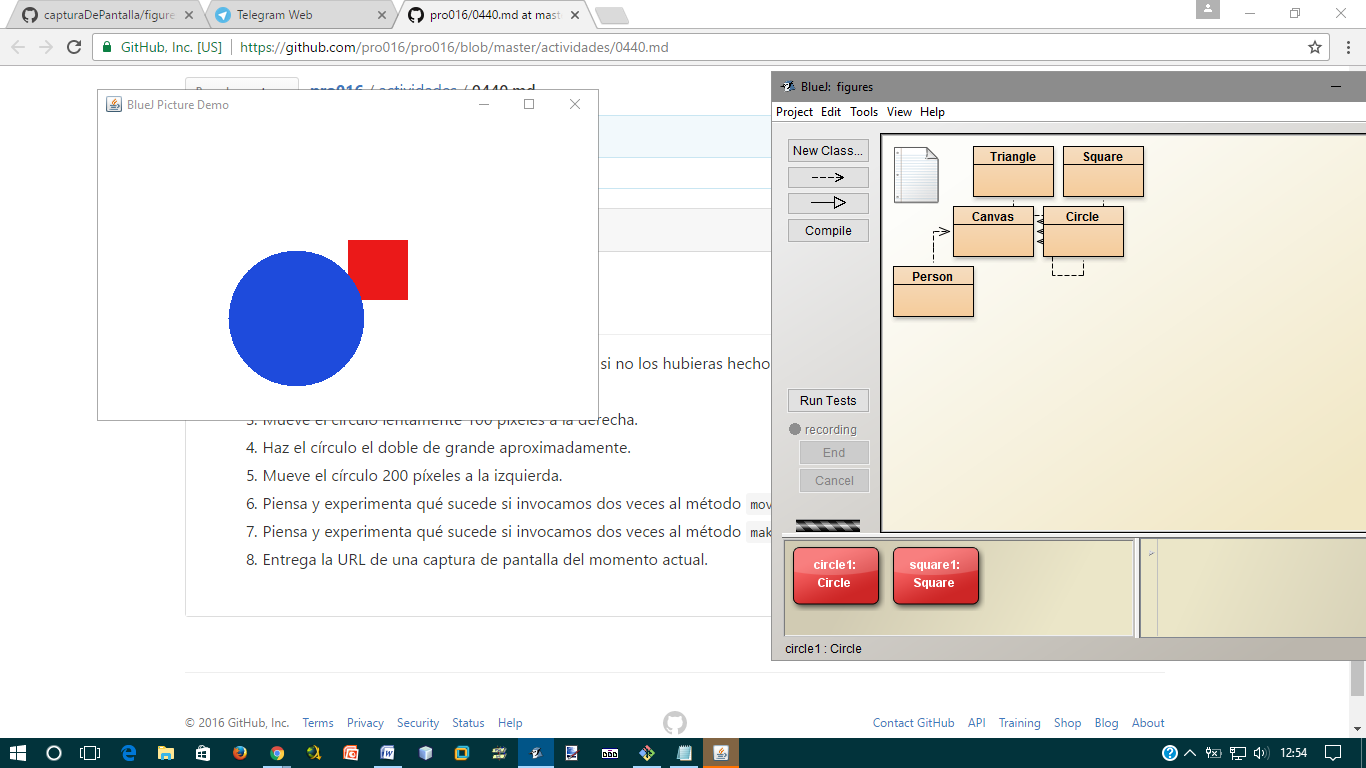 capturaDePantalla/figure
Telegram Web
pro016/0440.md at mast
GitHub, Inc. [US]
https://github.com/pro016/pro016/blob/master/actividades/0440.md
pro016 / actividades / 0440.md
BlueJ Picture Demo
si no los hubieras hecho
3. Mueve el círculo lentamente 100 píxeles a la derecha.
4. Haz el círculo el doble de grande aproximadamente.
5. Mueve el círculo 200 píxeles a la izquierda.
6. Piensa y experimenta qué sucede si invocamos dos veces al método mov
7. Piensa y experimenta qué sucede si invocamos dos veces al método mak
8. Entrega la URL de una captura de pantalla del momento actual.
BlueJ: figures
Project Edit Tools View Help
New Class...
Compile
Triangle
Square
Canvas
Circle
Person
Run Tests
recording
End
Cancel
circle1:
Circle
square1:
Square
circle1 : Circle
© 2016 GitHub, Inc. Terms Privacy Security Status Help
Contact GitHub API Training Shop Blog About
12:54